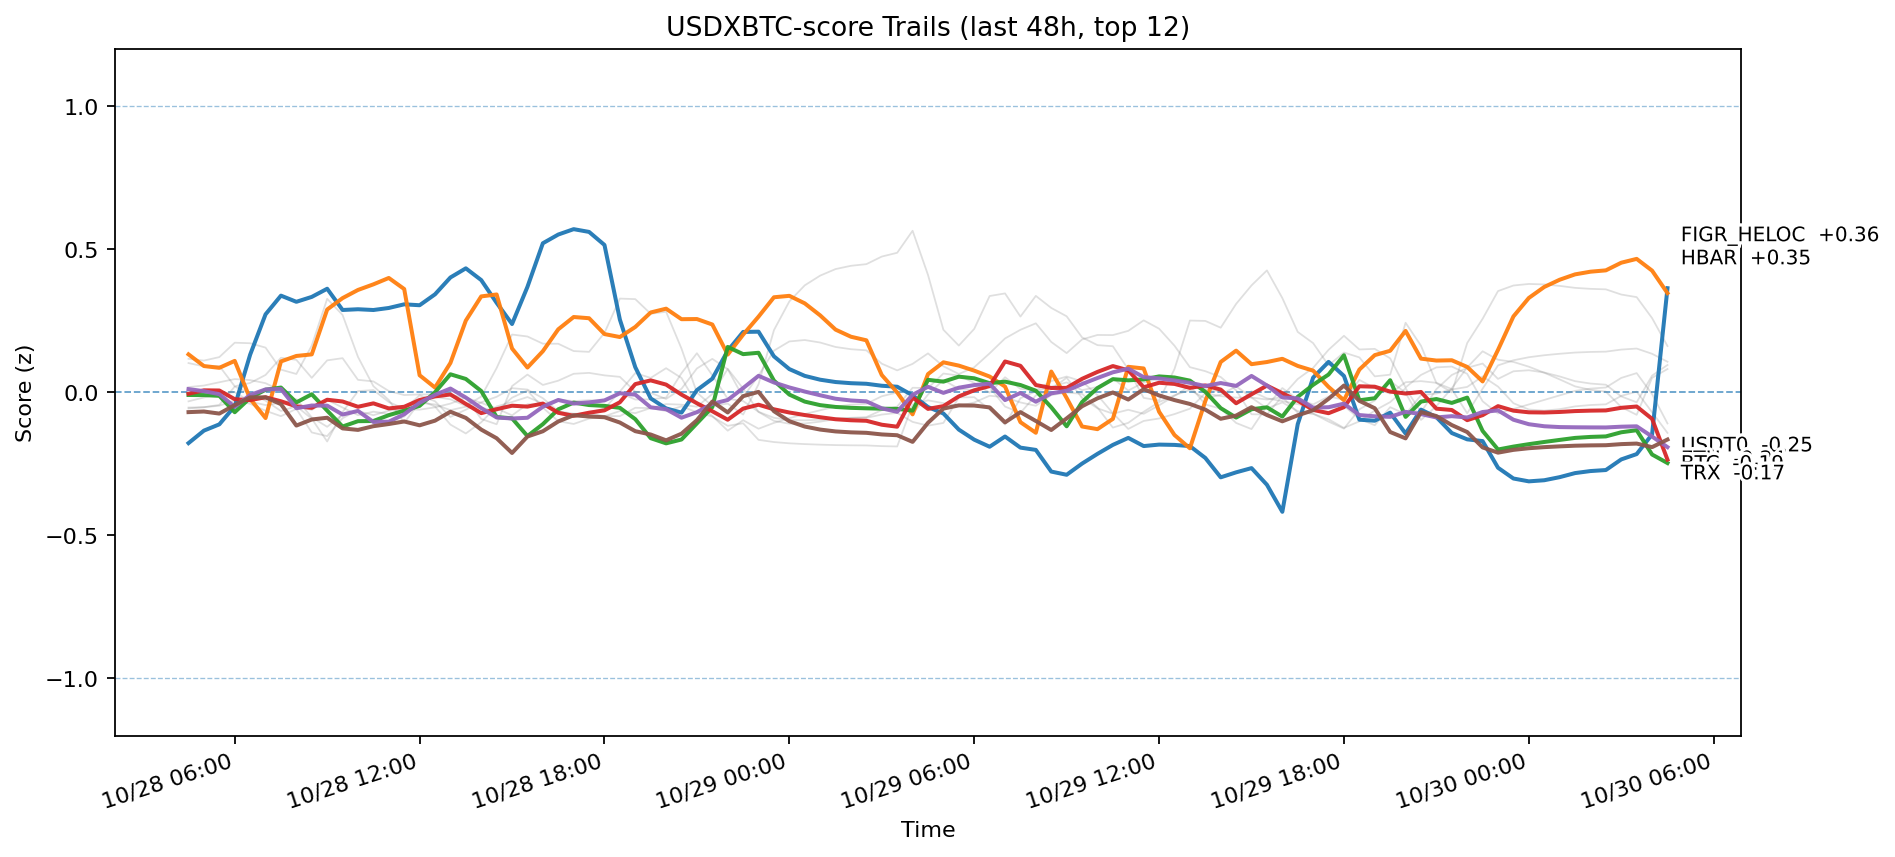 USDXBTC-score Trails (last 48h, top 12)
1.0
0.5
0.0
−0.5
−1.0
Score (z)
FIGR_HELOC +0.36
HBAR +0.35
USDT0 -0.25
BTC -0.19
TRX -0.17
10/28 06:00
10/28 12:00
10/28 18:00
10/29 00:00
10/29 06:00
10/29 12:00
10/29 18:00
10/30 00:00
10/30 06:00
Time